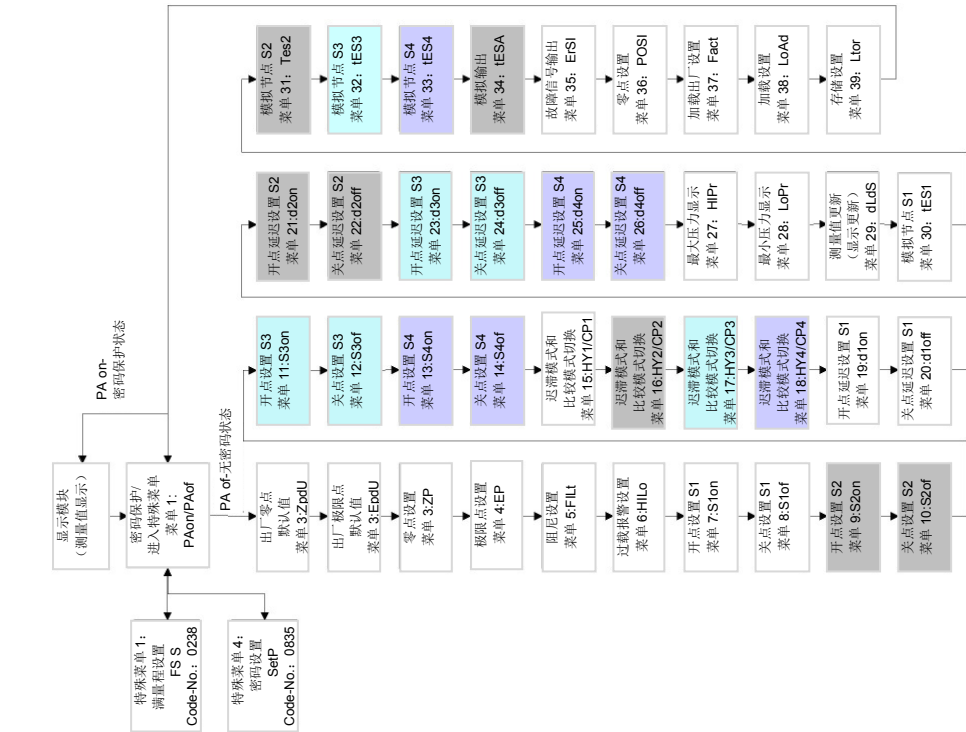 显示模块
（测量值显示）
PA on-
密码保护状态
密码保护/
进入特殊菜单
菜单 1:
PAon/PAof
特殊菜单 1:
满量程设置
FS S
Code-No.: 0238
特殊菜单 4:
密码设置
SetP
Code-No.: 0835
PA of-无密码状态
出厂零点
默认值
菜单 3:ZpdU
出厂极限点
默认值
菜单 3:EpdU
零点设置
菜单 3:ZP
极限点设置
菜单 4:EP
阻尼设置
菜单 5:FILt
过载报警设置
菜单 6:HILo
开点设置 S1
菜单 7:S1on
关点设置 S1
菜单 8:S1of
开点设置 S2
菜单 9:S2on
关点设置 S2
菜单 10:S2of
开点设置 S3
菜单 11:S3on
关点设置 S3
菜单 12:S3of
开点设置 S4
菜单 13:S4on
关点设置 S4
菜单 14:S4of
迟滞模式和
比较模式切换
菜单 15:HY1/CP1
迟滞模式和
比较模式切换
菜单 16:HY2/CP2
迟滞模式和
比较模式切换
菜单 17:HY3/CP3
迟滞模式和
比较模式切换
菜单 18:HY4/CP4
开点延迟设置 S1
菜单 19:d1on
关点延迟设置 S1
菜单 20:d1off
开点延迟设置 S2
菜单 21:d2on
关点延迟设置 S2
菜单 22:d2off
开点延迟设置 S3
菜单 23:d3on
关点延迟设置 S3
菜单 24:d3off
开点延迟设置 S4
菜单 25:d4on
关点延迟设置 S4
菜单 26:d4off
最大压力显示
菜单 27: HIPr
最小压力显示
菜单 28: LoPr
测量值更新
（显示更新）
菜单 29: dLdS
模拟节点 S1
菜单 30: tES1
模拟节点 S2
菜单 31: Tes2
模拟节点 S3
菜单 32: tES3
模拟节点 S4
菜单 33: tES4
模拟输出
菜单 34: tESA
故障信号输出
菜单 35: ErSI
零点设置
菜单 36: POSI
加载出厂设置
菜单 37: Fact
加载设置
菜单 38: LoAd
存储设置
菜单 39: Ltor